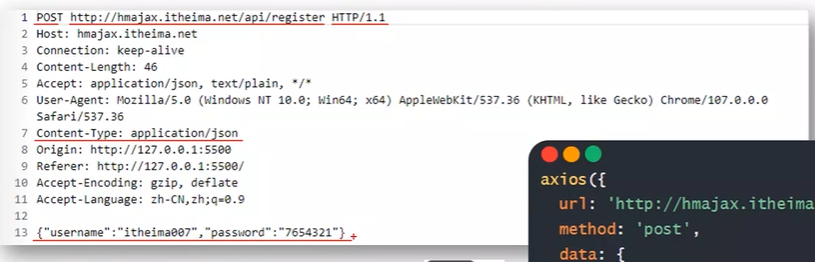 1 POST http://hmajax.itheima.net/api/register HTTP/1.1
2 Host: hmajax.itheima.net
3 Connection: keep-alive
4 Content-Length: 46
5 Accept: application/json, text/plain, */*
6 User-Agent: Mozilla/5.0 (Windows NT 10.0; Win64; x64) AppleWebKit/537.36 (KHTML, like Gecko) Chrome/107.0.0.0
Safari/537.36
7 Content-Type: application/json
8 Origin: http://127.0.0.1:5500
9 Referer: http://127.0.0.1:5500/
10 Accept-Encoding: gzip, deflate
11 Accept-Language: zh-CN,zh;q=0.9
12
13 {"username":"itheima007","password":"7654321"}
axios({
url: 'http://hmajax.itheima
method: 'post',
data: {